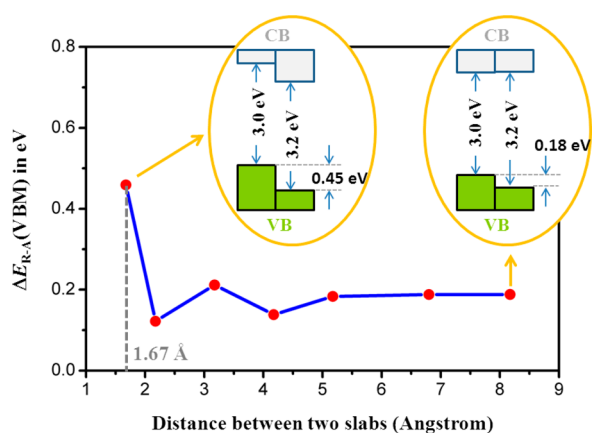 0.8
0.6
0.4
0.2
0.0
ΔE_R-A(VBM) in eV
CB
3.0 eV
3.2 eV
0.45 eV
VB
CB
3.0 eV
3.2 eV
0.18 eV
VB
1.67 Å
1 2 3 4 5 6 7 8 9
Distance between two slabs (Angstrom)